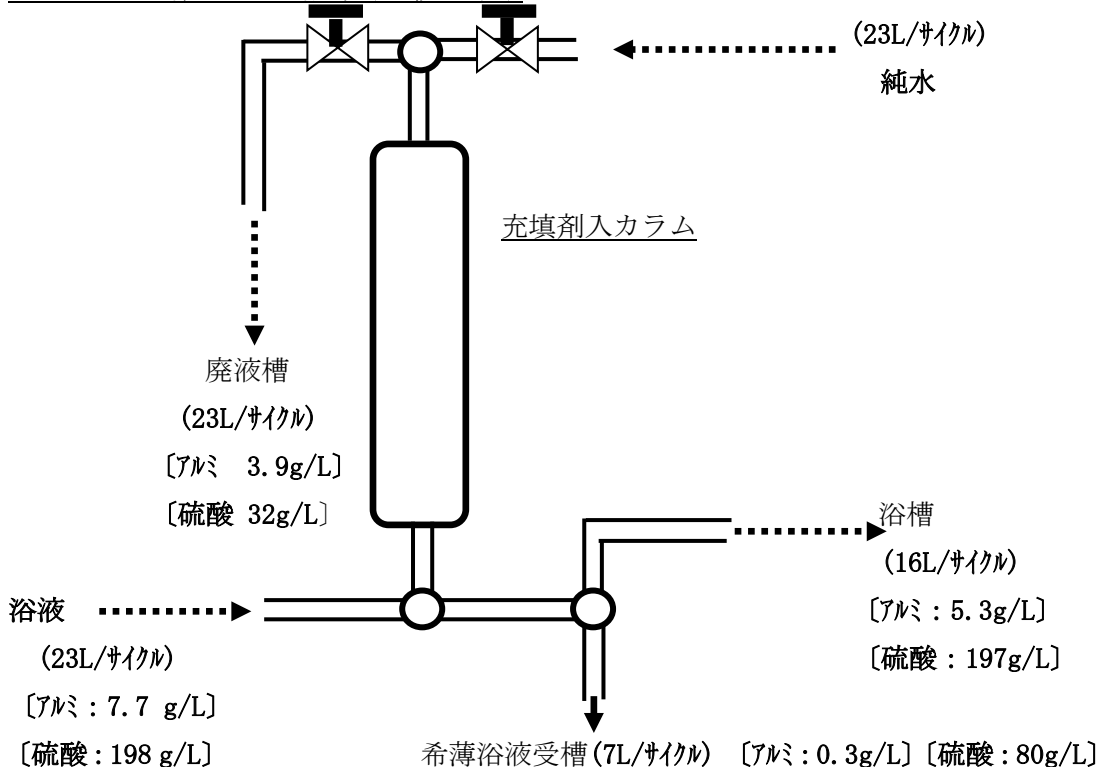 (23L/ｻｲｸﾙ)
純水
充填剤入カラム
廃液槽
(23L/ｻｲｸﾙ)
〔ｱﾙﾐ 3.9g/L〕
〔硫酸 32g/L〕
浴槽
(16L/ｻｲｸﾙ)
〔ｱﾙﾐ：5.3g/L〕
〔硫酸：197g/L〕
浴液
(23L/ｻｲｸﾙ)
〔ｱﾙﾐ：7.7 g/L〕
〔硫酸：198 g/L〕
希薄浴液受槽(7L/ｻｲｸﾙ) 〔ｱﾙﾐ：0.3g/L〕〔硫酸：80g/L〕